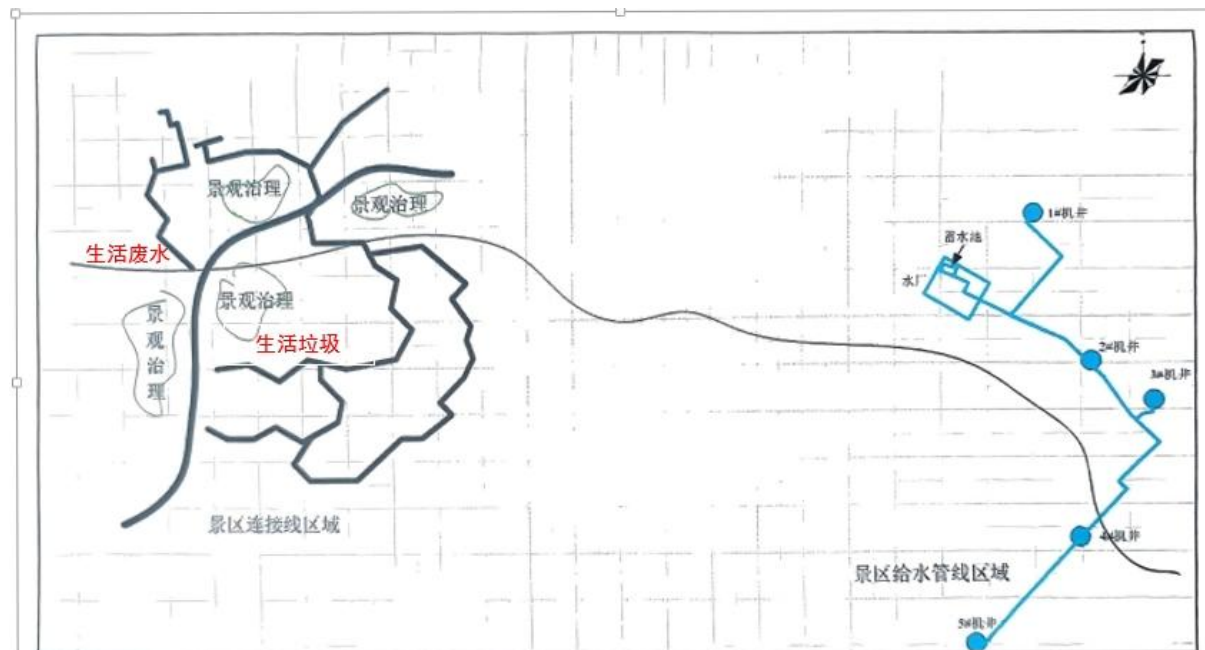 景观治理
景观治理
1#机井
生活废水
蓄水池
水厂
景观治理
景观治理
生活垃圾
2#机井
3#机井
景区连接线区域
4#机井
景区给水管线区域
5#机井